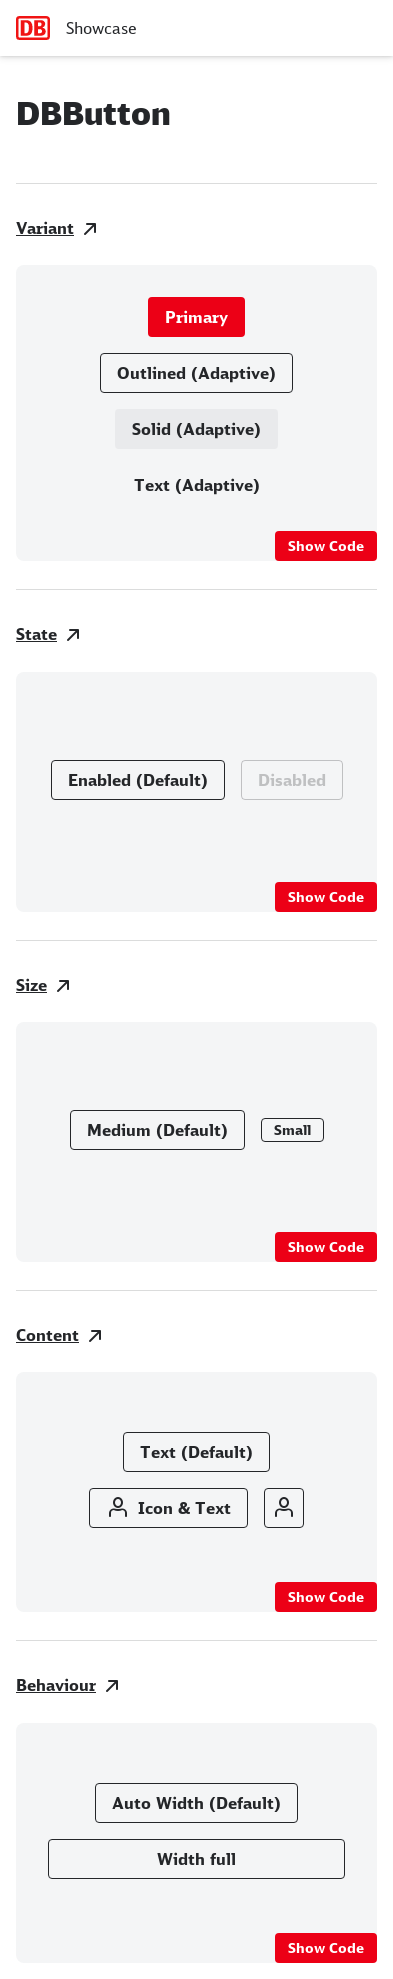 DB Showcase
DBButton
Variant
Primary
Outlined (Adaptive)
Solid (Adaptive)
Text (Adaptive)
Show Code
State
Enabled (Default) Disabled
Show Code
Size
Medium (Default) Small
Show Code
Content
Text (Default)
Icon & Text
Show Code
Behaviour
Auto Width (Default)
Width full
Show Code